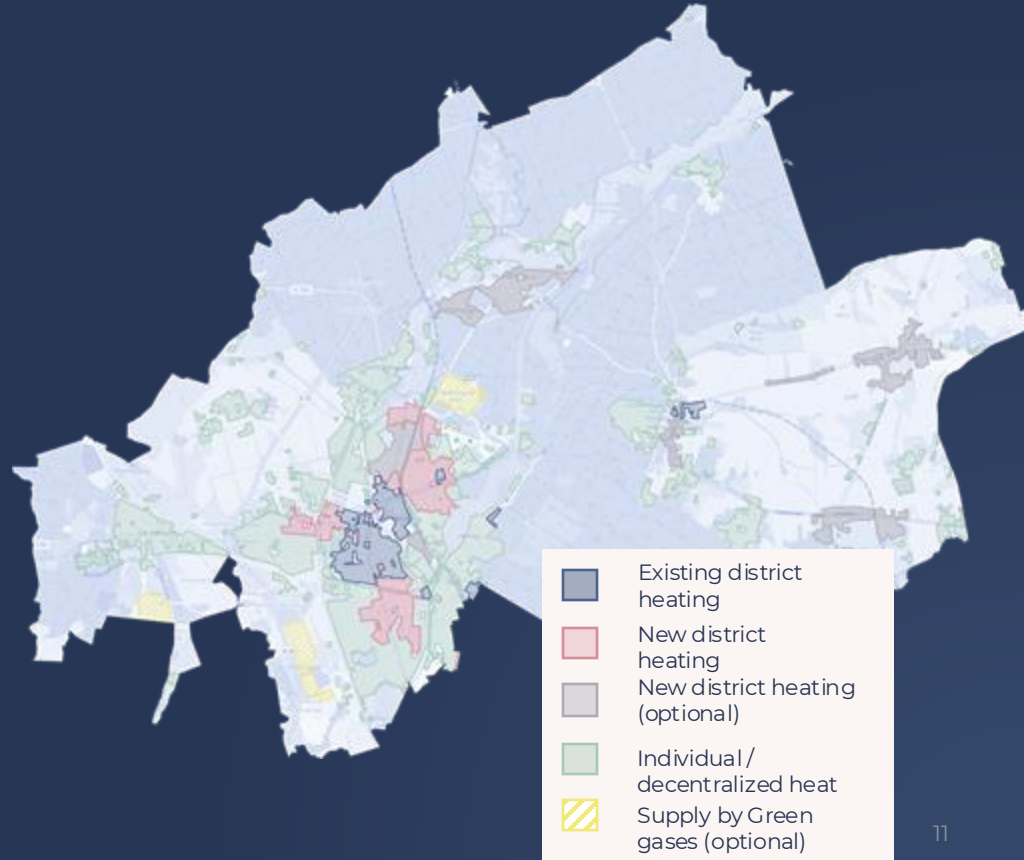 Existing district
heating
New district
heating
New district heating
(optional)
Individual /
decentralized heat
Supply by Green
gases (optional)
11